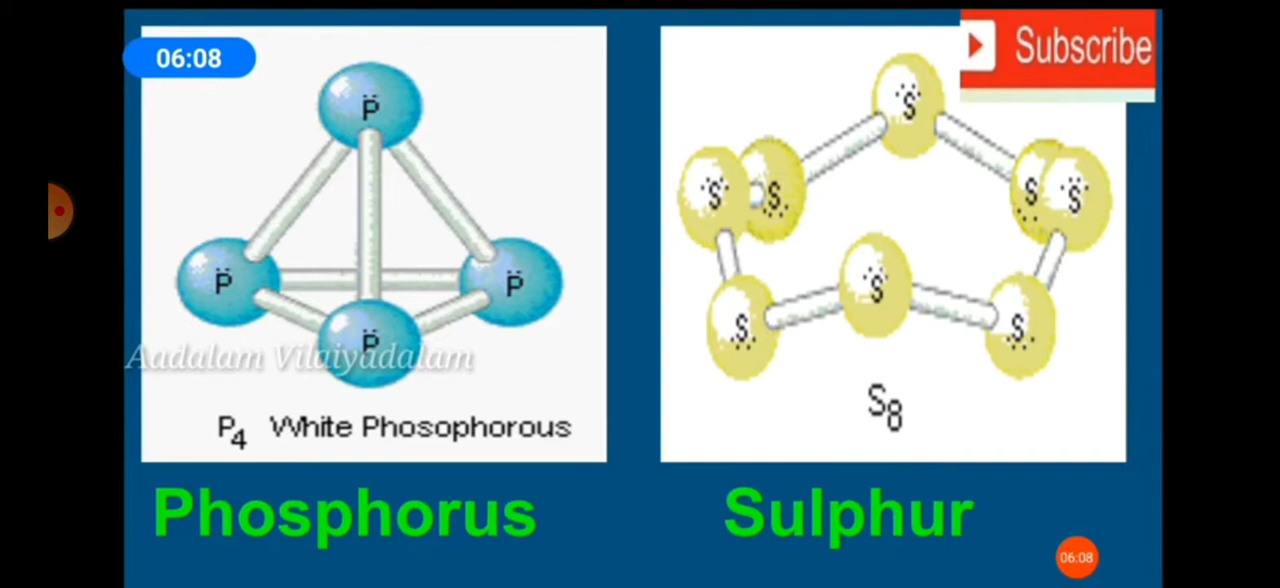 06:08
Subscribe
P
P
P
P
Aadalam Vilaiyadalam
P4 White Phosophorous
S
S
S
S
S
S
S
S
S8
Phosphorus
Sulphur
06:08